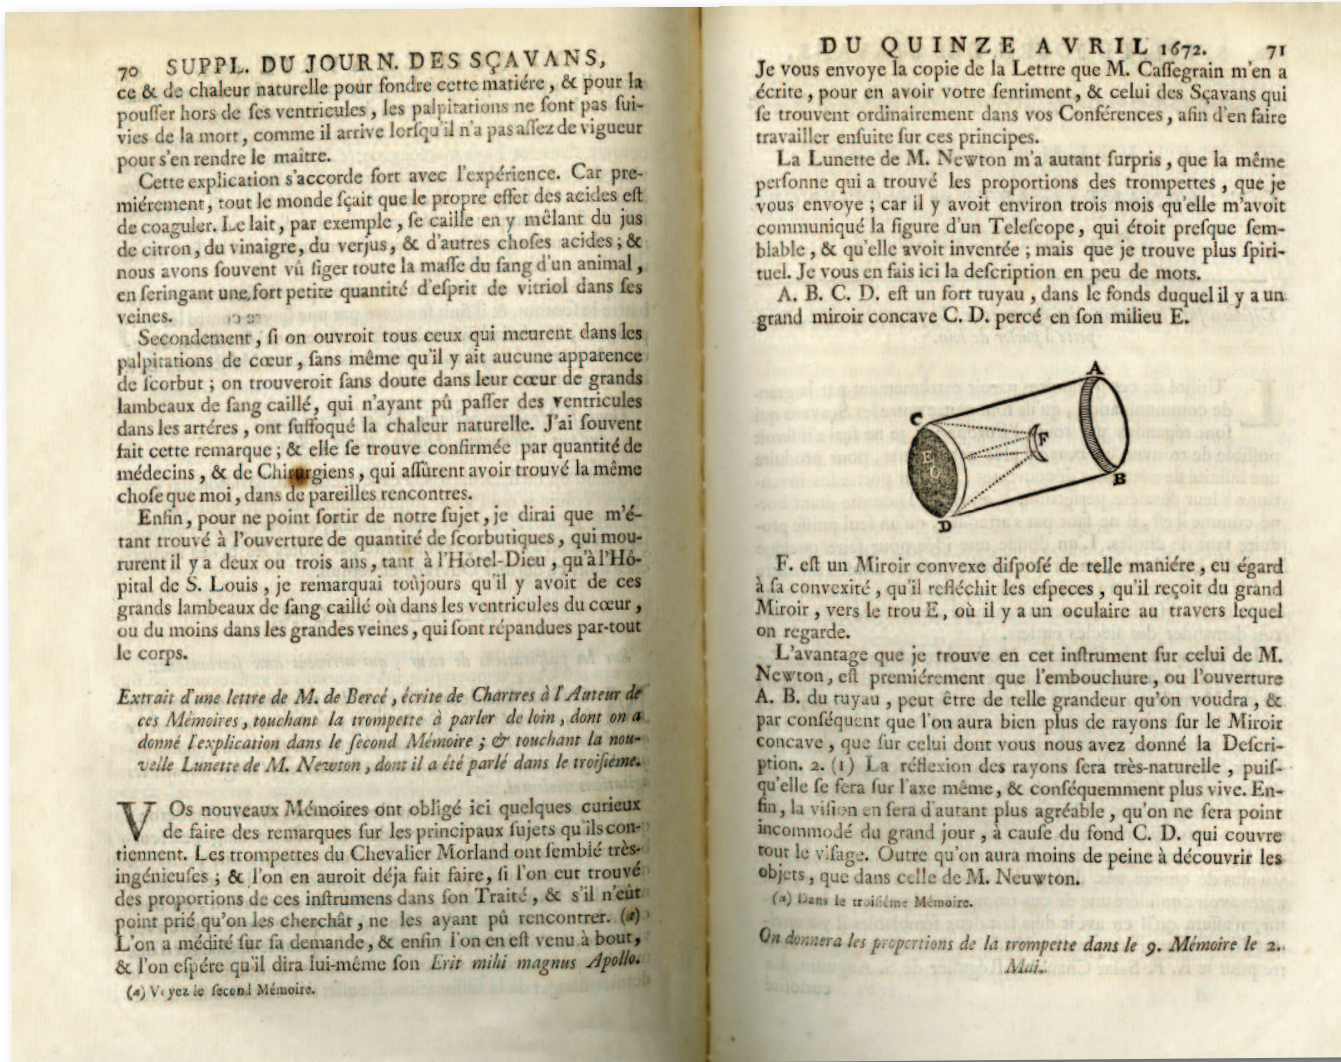 70 SUPPL. DU JOURN. DES SÇAVANS,
ce & de chaleur naturelle pour fondre cette matiére, & pour la
pouſſer hors de ſes ventricules, les palpitations ne ſont pas ſui-
vies de la mort, comme il arrive lorſqu'il n'a pas aſſez de vigueur
pour s'en rendre le maître.
Cette explication s'accorde fort avec l'expérience. Car pre-
miérement, tout le monde ſçait que le propre effet des acides eſt
de coaguler. Le lait, par exemple, ſe caille en y mêlant du jus
de citron, du vinaigre, du verjus, & d'autres choſes acides; &
nous avons ſouvent vû figer toute la maſſe du ſang d'un animal,
en ſeringant une fort petite quantité d'eſprit de vitriol dans ſes
veines.
Secondement, ſi on ouvroit tous ceux qui meurent dans les
palpitations de cœur, ſans même qu'il y ait aucune apparence
de ſcorbut; on trouveroit ſans doute dans leur cœur de grands
lambeaux de ſang caillé, qui n'ayant pû paſſer des ventricules
dans les artéres, ont ſuffoqué la chaleur naturelle. J'ai ſouvent
fait cette remarque; & elle ſe trouve confirmée par quantité de
médecins, & de Chirurgiens, qui aſſûrent avoir trouvé la même
choſe que moi, dans de pareilles rencontres.
Enfin, pour ne point ſortir de notre ſujet, je dirai que m'é-
tant trouvé à l'ouverture de quantité de ſcorbutiques, qui mou-
rurent il y a deux ou trois ans, tant à l'Hôtel-Dieu, qu'à l'Hô-
pital de S. Louis, je remarquai toûjours qu'il y avoit de ces
grands lambeaux de ſang caillé où dans les ventricules du cœur,
ou du moins dans les grandes veines, qui ſont répandues par-tout
le corps.
Extrait d'une lettre de M. de Bercé, écrite de Chartres à l'Auteur de
ces Mémoires, touchant la trompette à parler de loin, dont on a
donné l'explication dans le ſecond Mémoire; & touchant la nou-
velle Lunette de M. Newton, dont il a été parlé dans le troiſiéme.
VOs nouveaux Mémoires ont obligé ici quelques curieux
de faire des remarques ſur les principaux ſujets qu'ils con-
tiennent. Les trompettes du Chevalier Morland ont ſemblé très-
ingénieuſes; & l'on en auroit déja fait faire, ſi l'on eut trouvé
des proportions de ces inſtrumens dans ſon Traité, & s'il n'eût
point prié qu'on les cherchât, ne les ayant pû rencontrer. (a)
L'on a médité ſur ſa demande, & enfin l'on en eſt venu à bout,
& l'on eſpére qu'il dira lui-même ſon Erit mihi magnus Apollo.
(a) Voyez le ſecond Mémoire.
DU QUINZE AVRIL 1672. 71
Je vous envoye la copie de la Lettre que M. Caſſegrain m'en a
écrite, pour en avoir votre ſentiment, & celui des Sçavans qui
ſe trouvent ordinairement dans vos Conférences, afin d'en faire
travailler enſuite ſur ces principes.
La Lunette de M. Newton m'a autant ſurpris, que la même
perſonne qui a trouvé les proportions des trompettes, que je
vous envoye; car il y avoit environ trois mois qu'elle m'avoit
communiqué la figure d'un Teleſcope, qui étoit preſque ſem-
blable, & qu'elle avoit inventée; mais que je trouve plus ſpiri-
tuel. Je vous en fais ici la deſcription en peu de mots.
A. B. C. D. eſt un fort tuyau, dans le fonds duquel il y a un
grand miroir concave C. D. percé en ſon milieu E.
A
C
F
E
B
D
F. eſt un Miroir convexe diſpoſé de telle maniére, eu égard
à ſa convexité, qu'il refléchit les eſpeces, qu'il reçoit du grand
Miroir, vers le trou E, où il y a un oculaire au travers lequel
on regarde.
L'avantage que je trouve en cet inſtrument ſur celui de M.
Newton, eſt premiérement que l'embouchure, ou l'ouverture
A. B. du tuyau, peut être de telle grandeur qu'on voudra, &
par conſéquent que l'on aura bien plus de rayons ſur le Miroir
concave, que ſur celui dont vous nous avez donné la Deſcri-
ption. 2. (1) La réflexion des rayons ſera très-naturelle, puiſ-
qu'elle ſe fera ſur l'axe même, & conſéquemment plus vive. En-
fin, la viſion en ſera d'autant plus agréable, qu'on ne ſera point
incommodé du grand jour, à cauſe du fond C. D. qui couvre
tout le viſage. Outre qu'on aura moins de peine à découvrir les
objets, que dans celle de M. Neuwton.
(a) Dans le troiſiéme Mémoire.
On donnera les proportions de la trompette dans le 9. Mémoire le 2.
Mai.